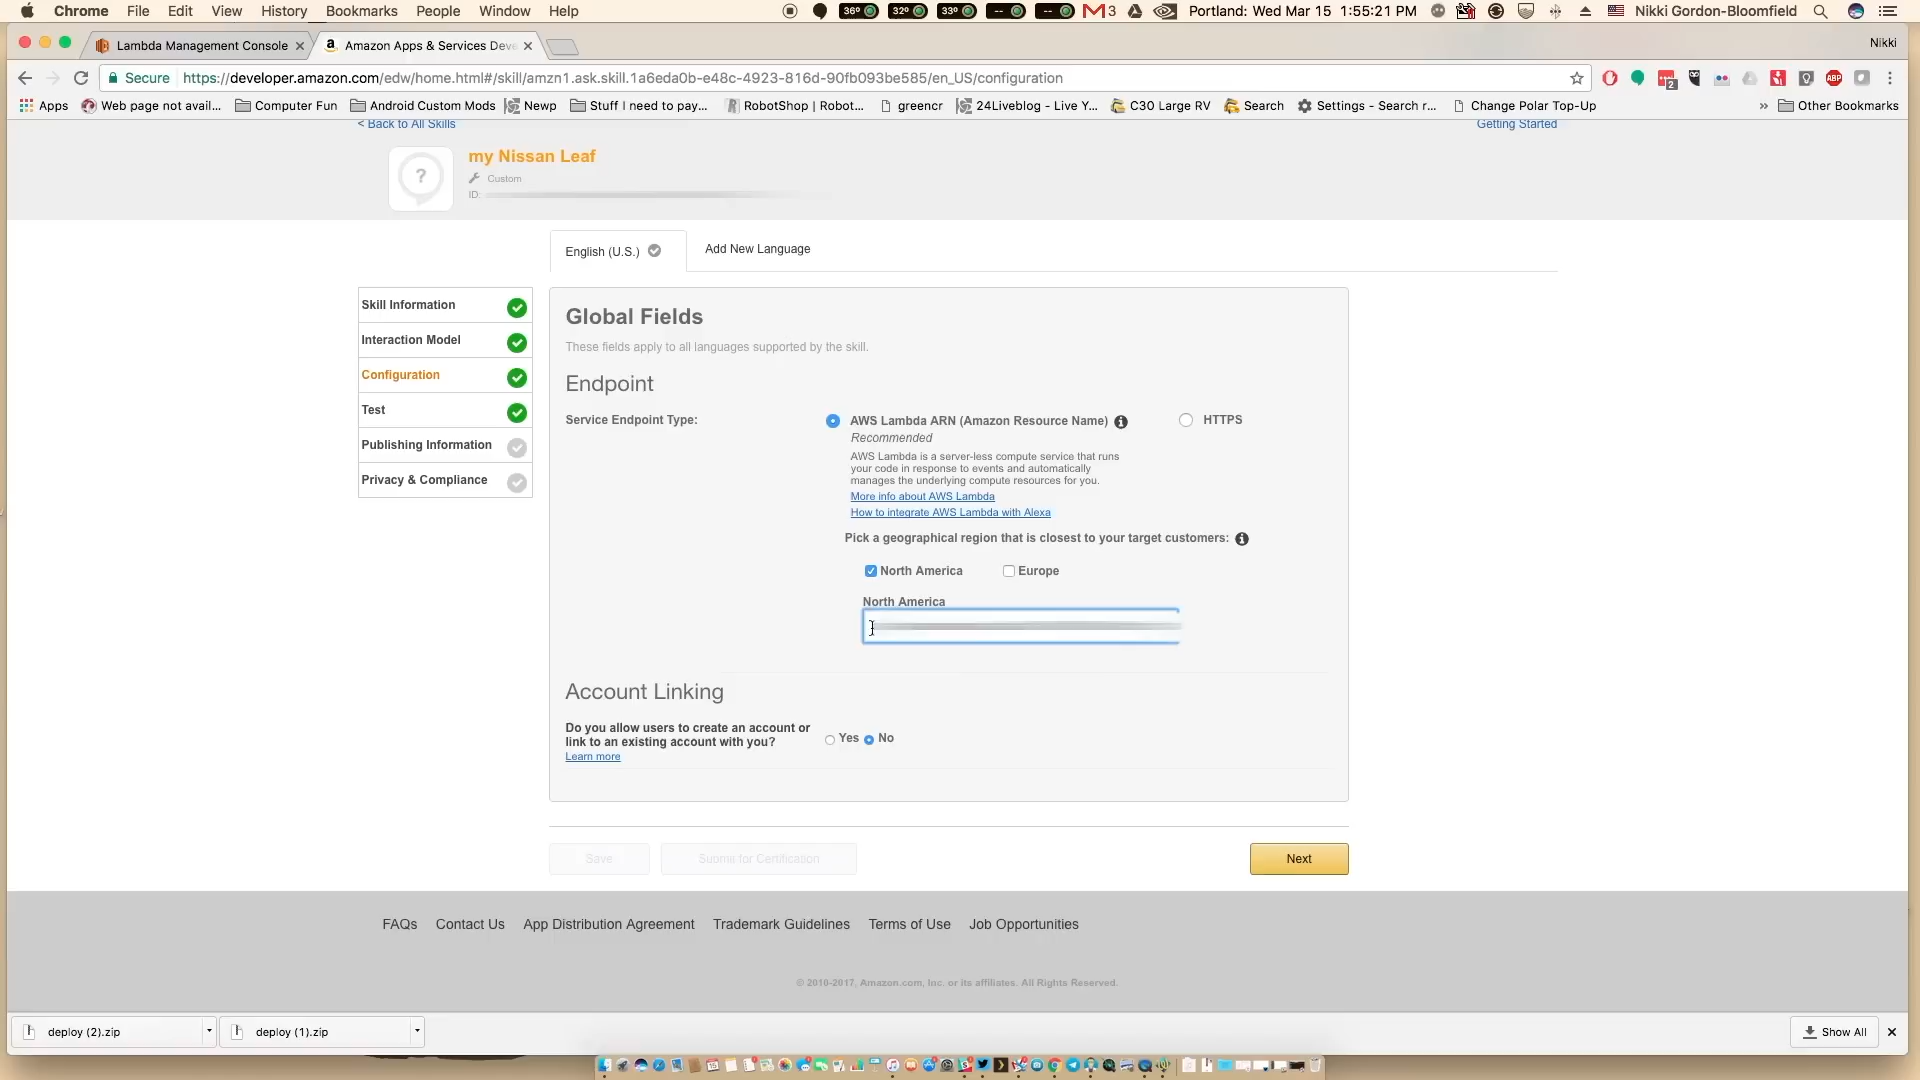 Chrome File Edit View History Bookmarks People Window Help 36º 32º 33º -- -- 3 Portland: Wed Mar 15 1:55:21 PM Nikki Gordon-Bloomfield
Lambda Management Console Amazon Apps & Services Deve Nikki
Secure https://developer.amazon.com/edw/home.html#/skill/amzn1.ask.skill.1a6eda0b-e48c-4923-816d-90fb093be585/en_US/configuration
Apps Web page not avail... Computer Fun Android Custom Mods Newp Stuff I need to pay... RobotShop | Robot... greencr 24Liveblog - Live Y... C30 Large RV Search Settings - Search r... Change Polar Top-Up » Other Bookmarks
< Back to All Skills Getting Started
my Nissan Leaf
Custom
ID:
English (U.S.) Add New Language
Skill Information
Interaction Model
Configuration
Test
Publishing Information
Privacy & Compliance
Global Fields
These fields apply to all languages supported by the skill.
Endpoint
Service Endpoint Type: AWS Lambda ARN (Amazon Resource Name) HTTPS
Recommended
AWS Lambda is a server-less compute service that runs
your code in response to events and automatically
manages the underlying compute resources for you.
More info about AWS Lambda
How to integrate AWS Lambda with Alexa
Pick a geographical region that is closest to your target customers:
North America Europe
North America
Account Linking
Do you allow users to create an account or
link to an existing account with you? Yes No
Learn more
Save Submit for Certification Next
FAQs Contact Us App Distribution Agreement Trademark Guidelines Terms of Use Job Opportunities
© 2010-2017, Amazon.com, Inc. or its affiliates. All Rights Reserved.
deploy (2).zip deploy (1).zip Show All